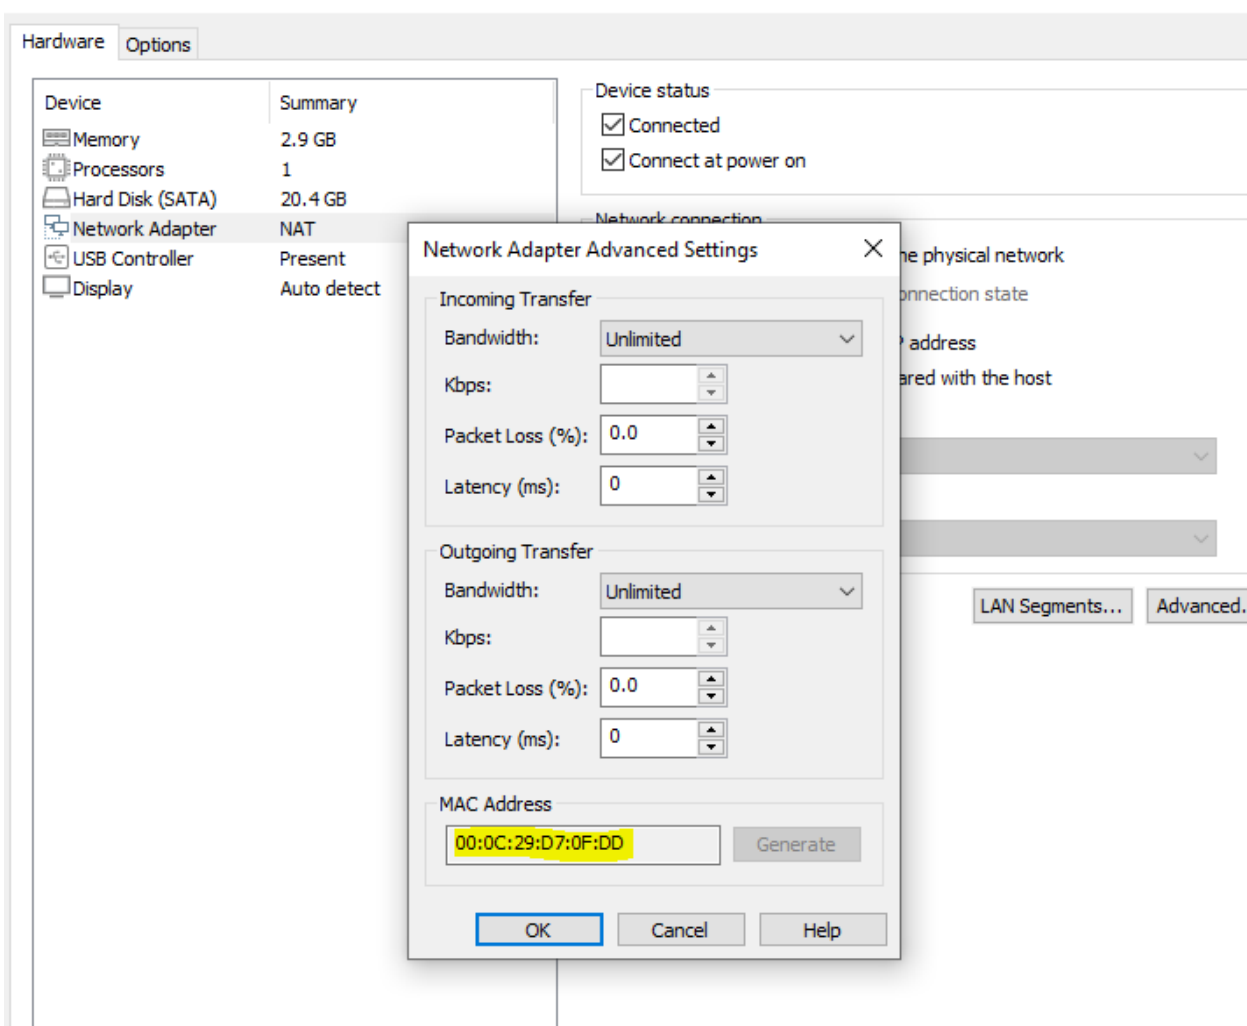 Hardware Options
Device Summary
Memory 2.9 GB
Processors 1
Hard Disk (SATA) 20.4 GB
Network Adapter NAT
USB Controller Present
Display Auto detect
Device status
Connected
Connect at power on
Network connection
he physical network
onnection state
P address
ared with the host
LAN Segments... Advanced.
Network Adapter Advanced Settings
Incoming Transfer
Bandwidth: Unlimited
Kbps:
Packet Loss (%): 0.0
Latency (ms): 0
Outgoing Transfer
Bandwidth: Unlimited
Kbps:
Packet Loss (%): 0.0
Latency (ms): 0
MAC Address
00:0C:29:D7:0F:DD Generate
OK Cancel Help